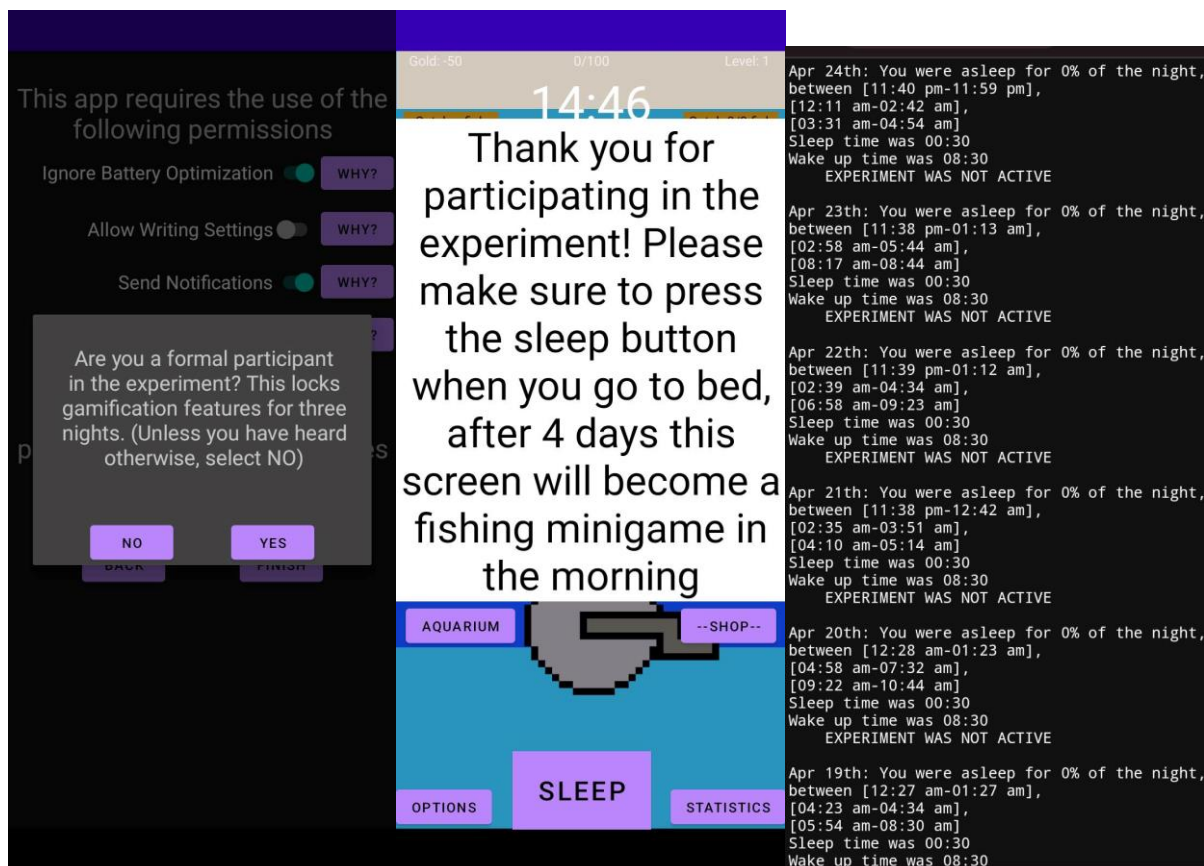 This app requires the use of the
following permissions
Ignore Battery Optimization
WHY?
Allow Writing Settings
WHY?
Send Notifications
WHY?
?
Are you a formal participant
in the experiment? This locks
gamification features for three
nights. (Unless you have heard
otherwise, select NO)
p
es
NO
YES
BACK
FINISH
Gold: -50
0/100
Level: 1
14:46
Thank you for
participating in the
experiment! Please
make sure to press
the sleep button
when you go to bed,
after 4 days this
screen will become a
fishing minigame in
the morning
AQUARIUM
--SHOP--
SLEEP
OPTIONS
STATISTICS
Apr 24th: You were asleep for 0% of the night,
between [11:40 pm-11:59 pm],
[12:11 am-02:42 am],
[03:31 am-04:54 am]
Sleep time was 00:30
Wake up time was 08:30
EXPERIMENT WAS NOT ACTIVE
Apr 23th: You were asleep for 0% of the night,
between [11:38 pm-01:13 am],
[02:58 am-05:44 am],
[08:17 am-08:44 am]
Sleep time was 00:30
Wake up time was 08:30
EXPERIMENT WAS NOT ACTIVE
Apr 22th: You were asleep for 0% of the night,
between [11:39 pm-01:12 am],
[02:39 am-04:34 am],
[06:58 am-09:23 am]
Sleep time was 00:30
Wake up time was 08:30
EXPERIMENT WAS NOT ACTIVE
Apr 21th: You were asleep for 0% of the night,
between [11:38 pm-12:42 am],
[02:35 am-03:51 am],
[04:10 am-05:14 am]
Sleep time was 00:30
Wake up time was 08:30
EXPERIMENT WAS NOT ACTIVE
Apr 20th: You were asleep for 0% of the night,
between [12:28 am-01:23 am],
[04:58 am-07:32 am],
[09:22 am-10:44 am]
Sleep time was 00:30
Wake up time was 08:30
EXPERIMENT WAS NOT ACTIVE
Apr 19th: You were asleep for 0% of the night,
between [12:27 am-01:27 am],
[04:23 am-04:34 am],
[05:54 am-08:30 am]
Sleep time was 00:30
Wake up time was 08:30